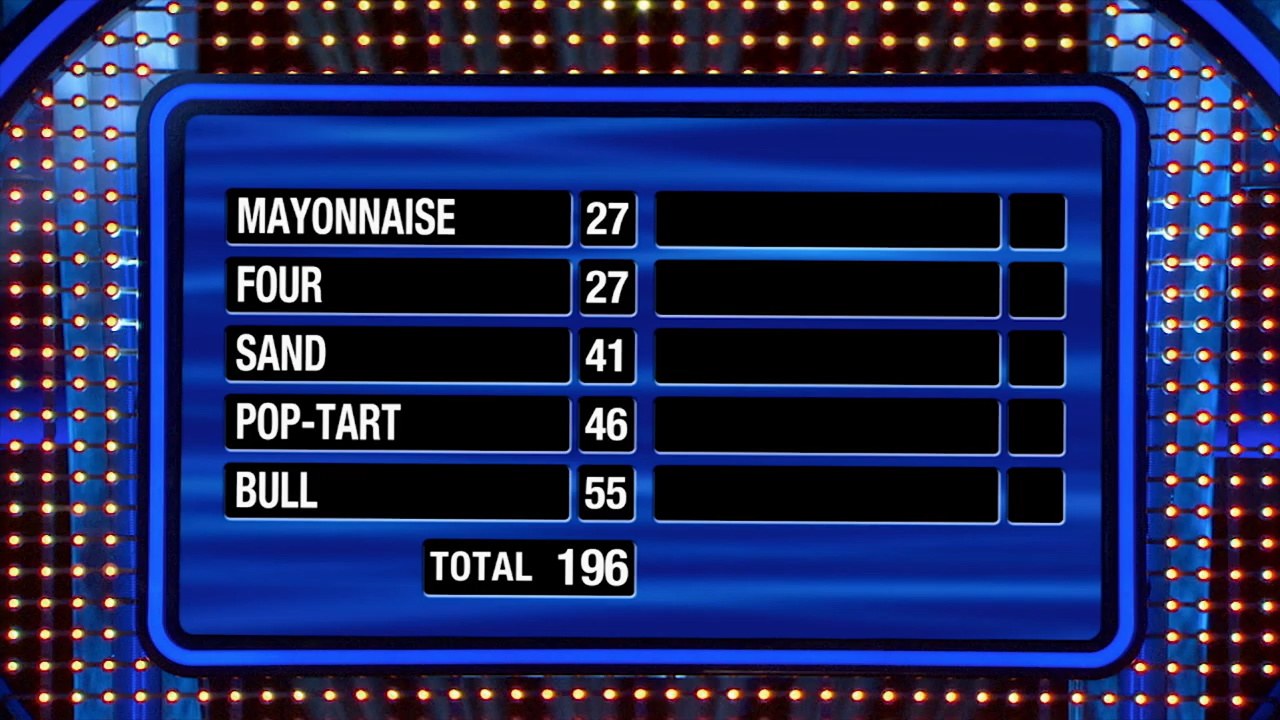 MAYONNAISE 27
FOUR 27
SAND 41
POP-TART 46
BULL 55
TOTAL 196